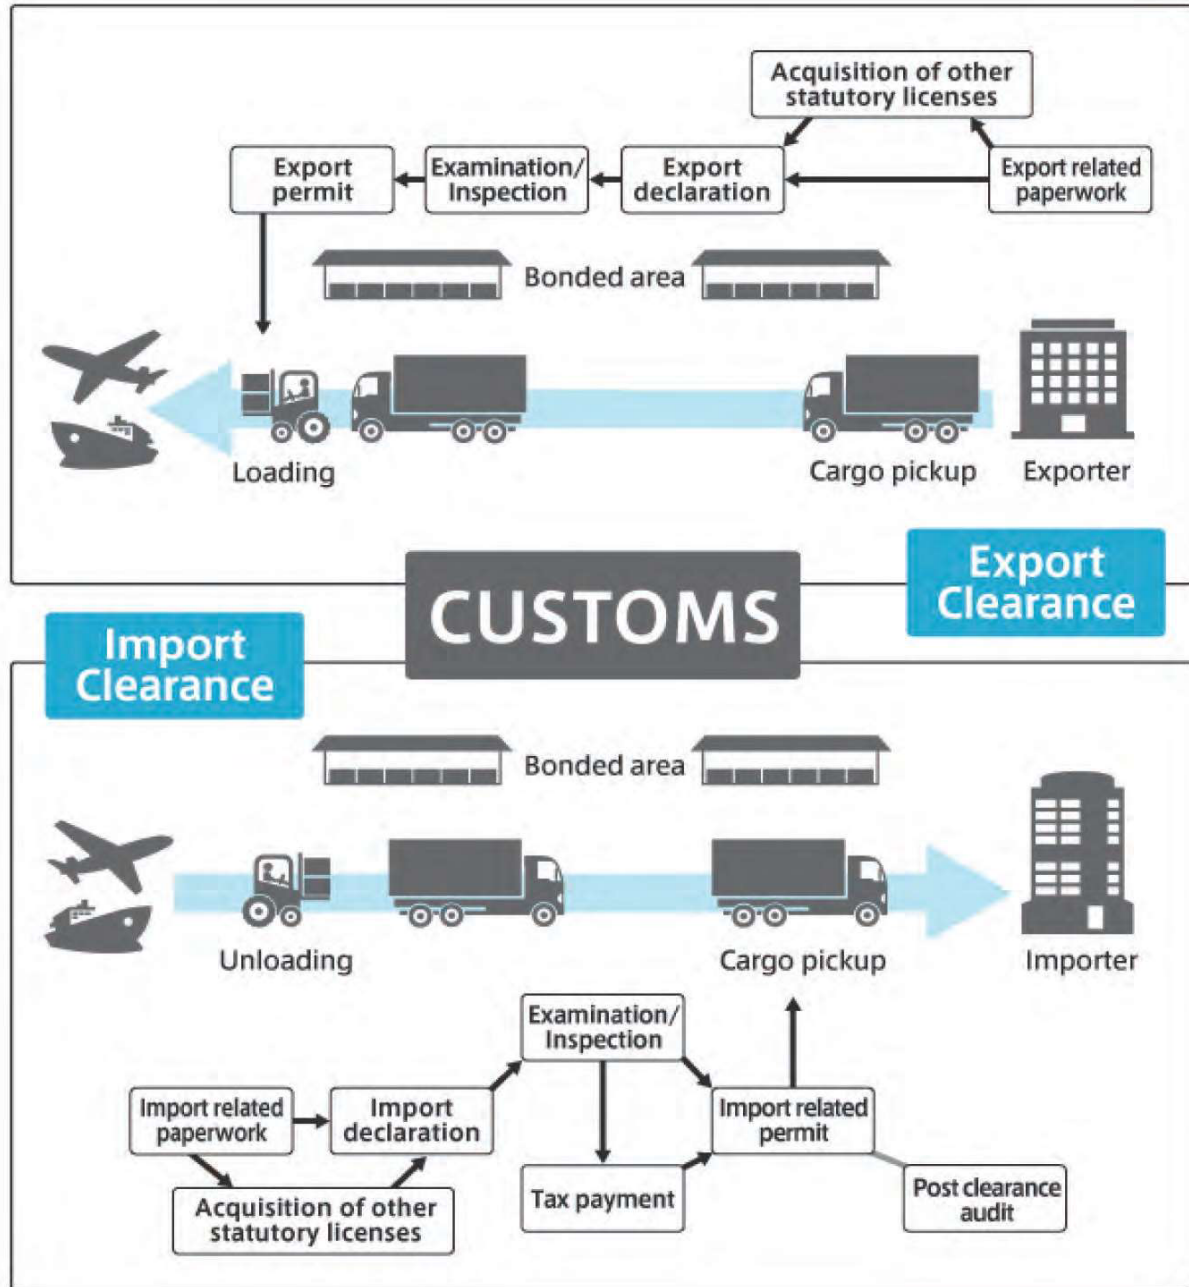 Acquisition of other
statutory licenses
Export
permit
Examination/
Inspection
Export
declaration
Export related
paperwork
Bonded area
Loading
Cargo pickup
Exporter
Export
Clearance
CUSTOMS
Import
Clearance
Bonded area
Unloading
Cargo pickup
Importer
Examination/
Inspection
Import related
paperwork
Import
declaration
Import related
permit
Acquisition of other
statutory licenses
Tax payment
Post clearance
audit